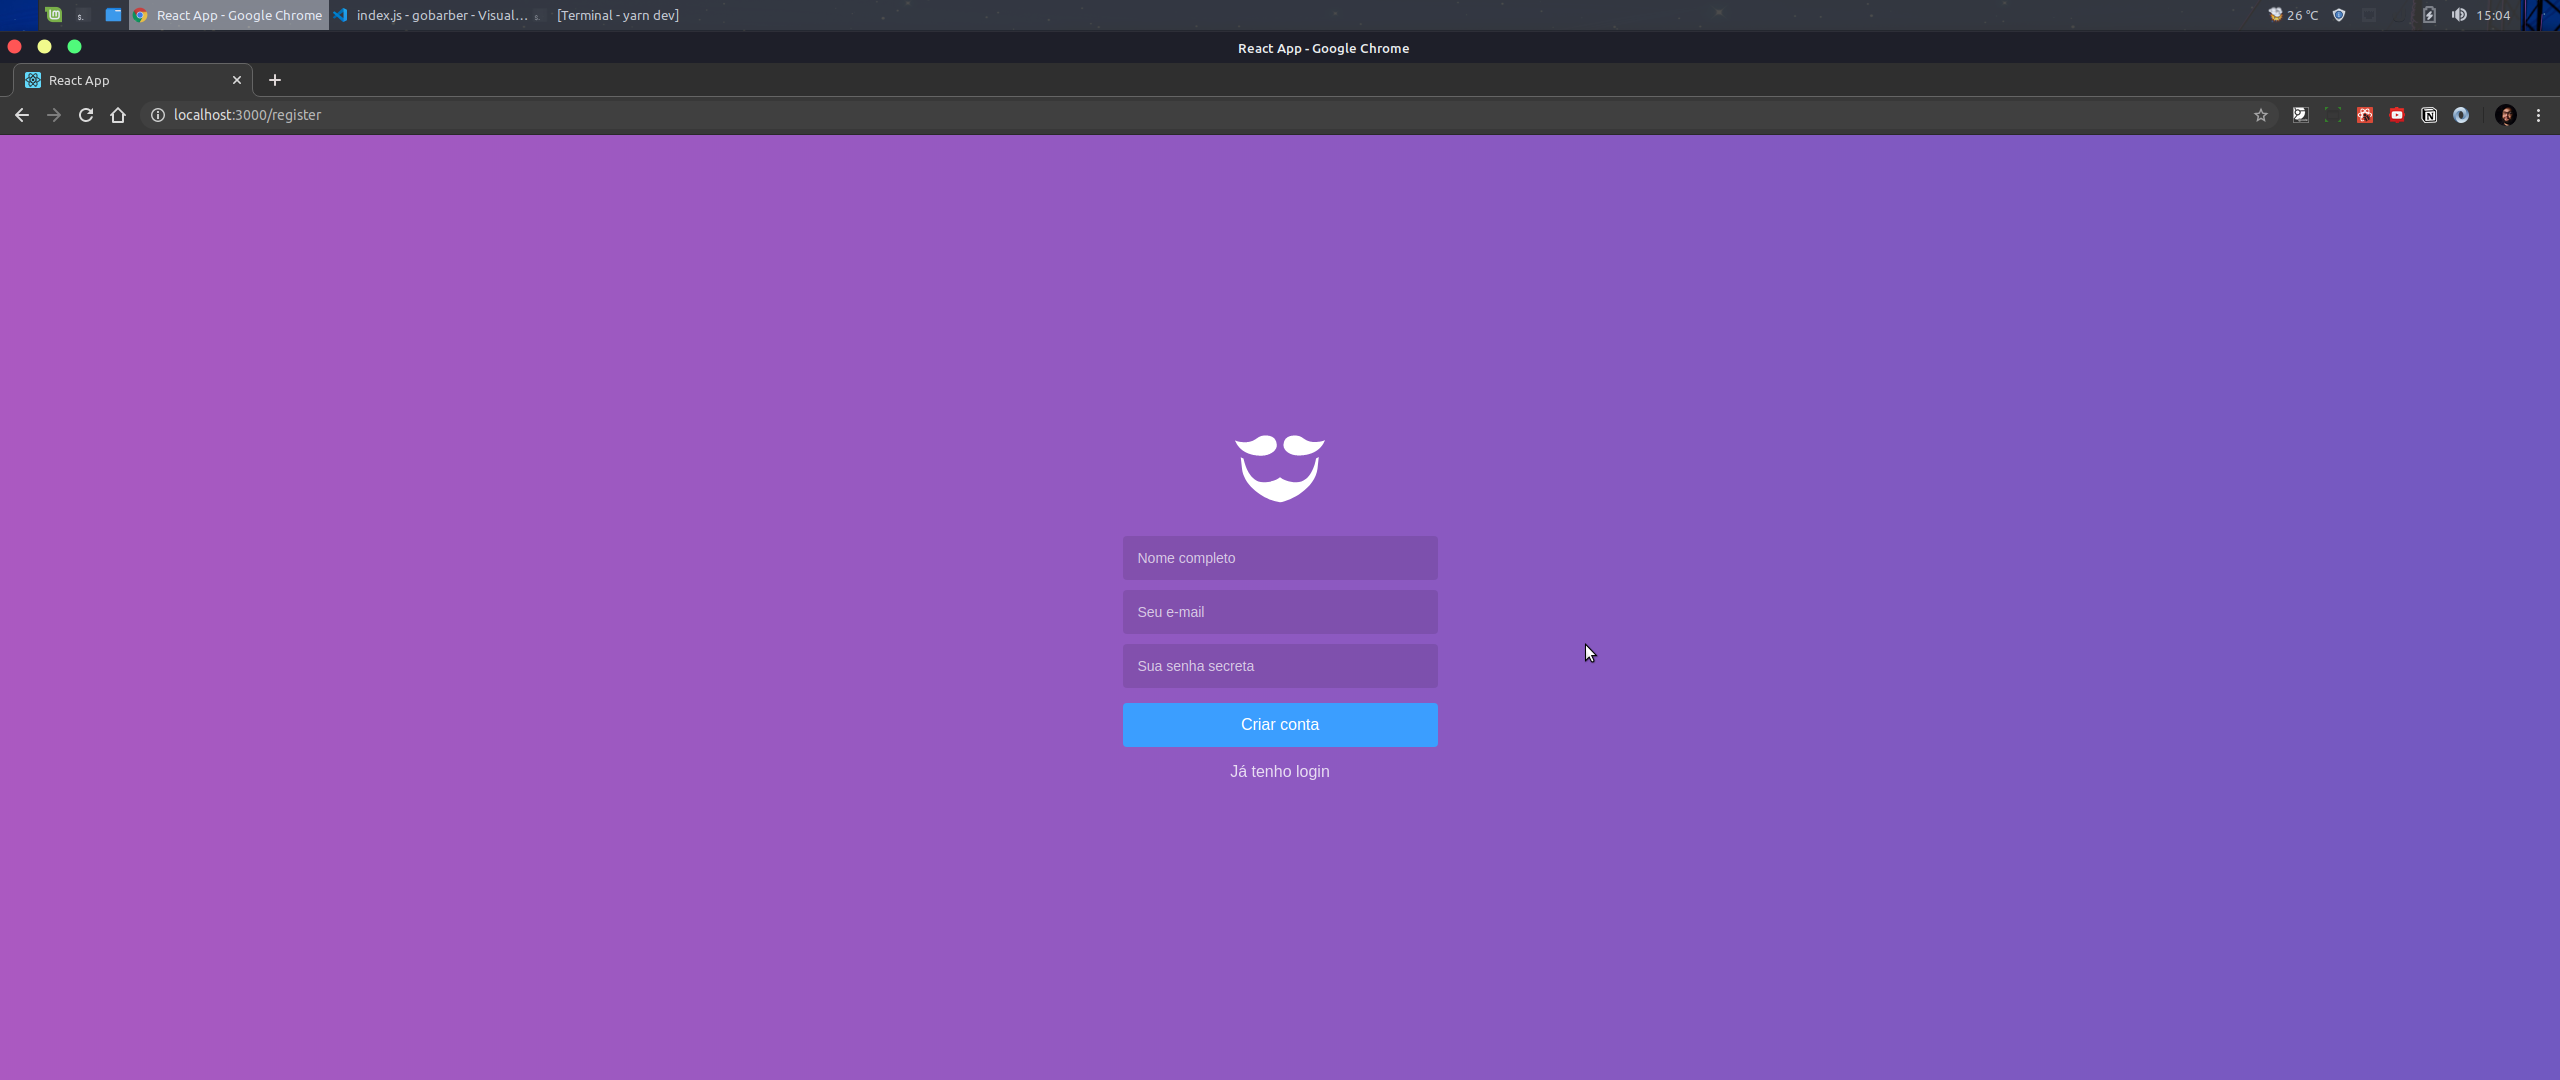 React App - Google Chrome
index.js - gobarber - Visual...
[Terminal - yarn dev]
26 °C
15:04
React App - Google Chrome
React App
localhost:3000/register
Nome completo
Seu e-mail
Sua senha secreta
Criar conta
Já tenho login